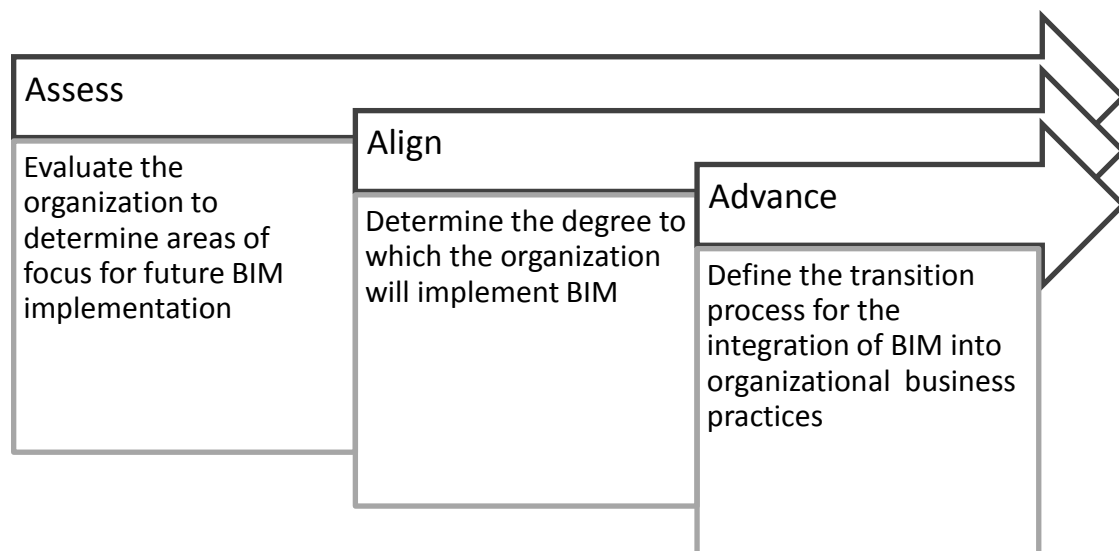 Assess
Evaluate the
organization to
determine areas of
focus for future BIM
implementation
Align
Determine the degree to
which the organization
will implement BIM
Advance
Define the transition
process for the
integration of BIM into
organizational  business
practices